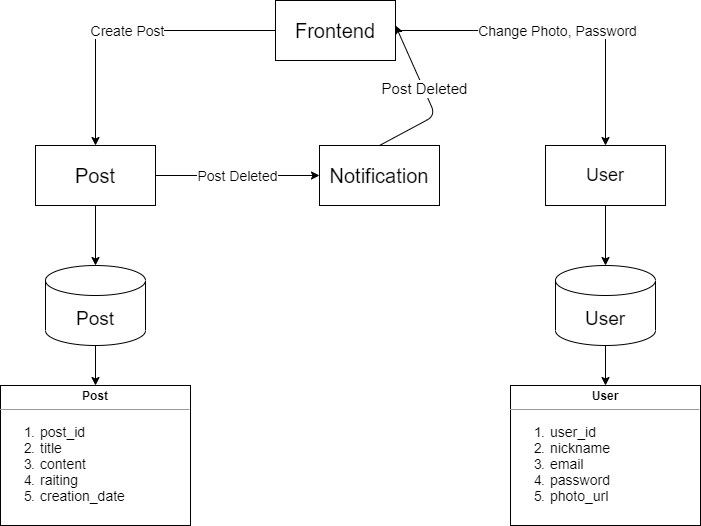 Frontend
Create Post
Change Photo, Password
Post Deleted
Post
Post Deleted
Notification
User
Post
User
Post
1. post_id
2. title
3. content
4. raiting
5. creation_date
User
1. user_id
2. nickname
3. email
4. password
5. photo_url